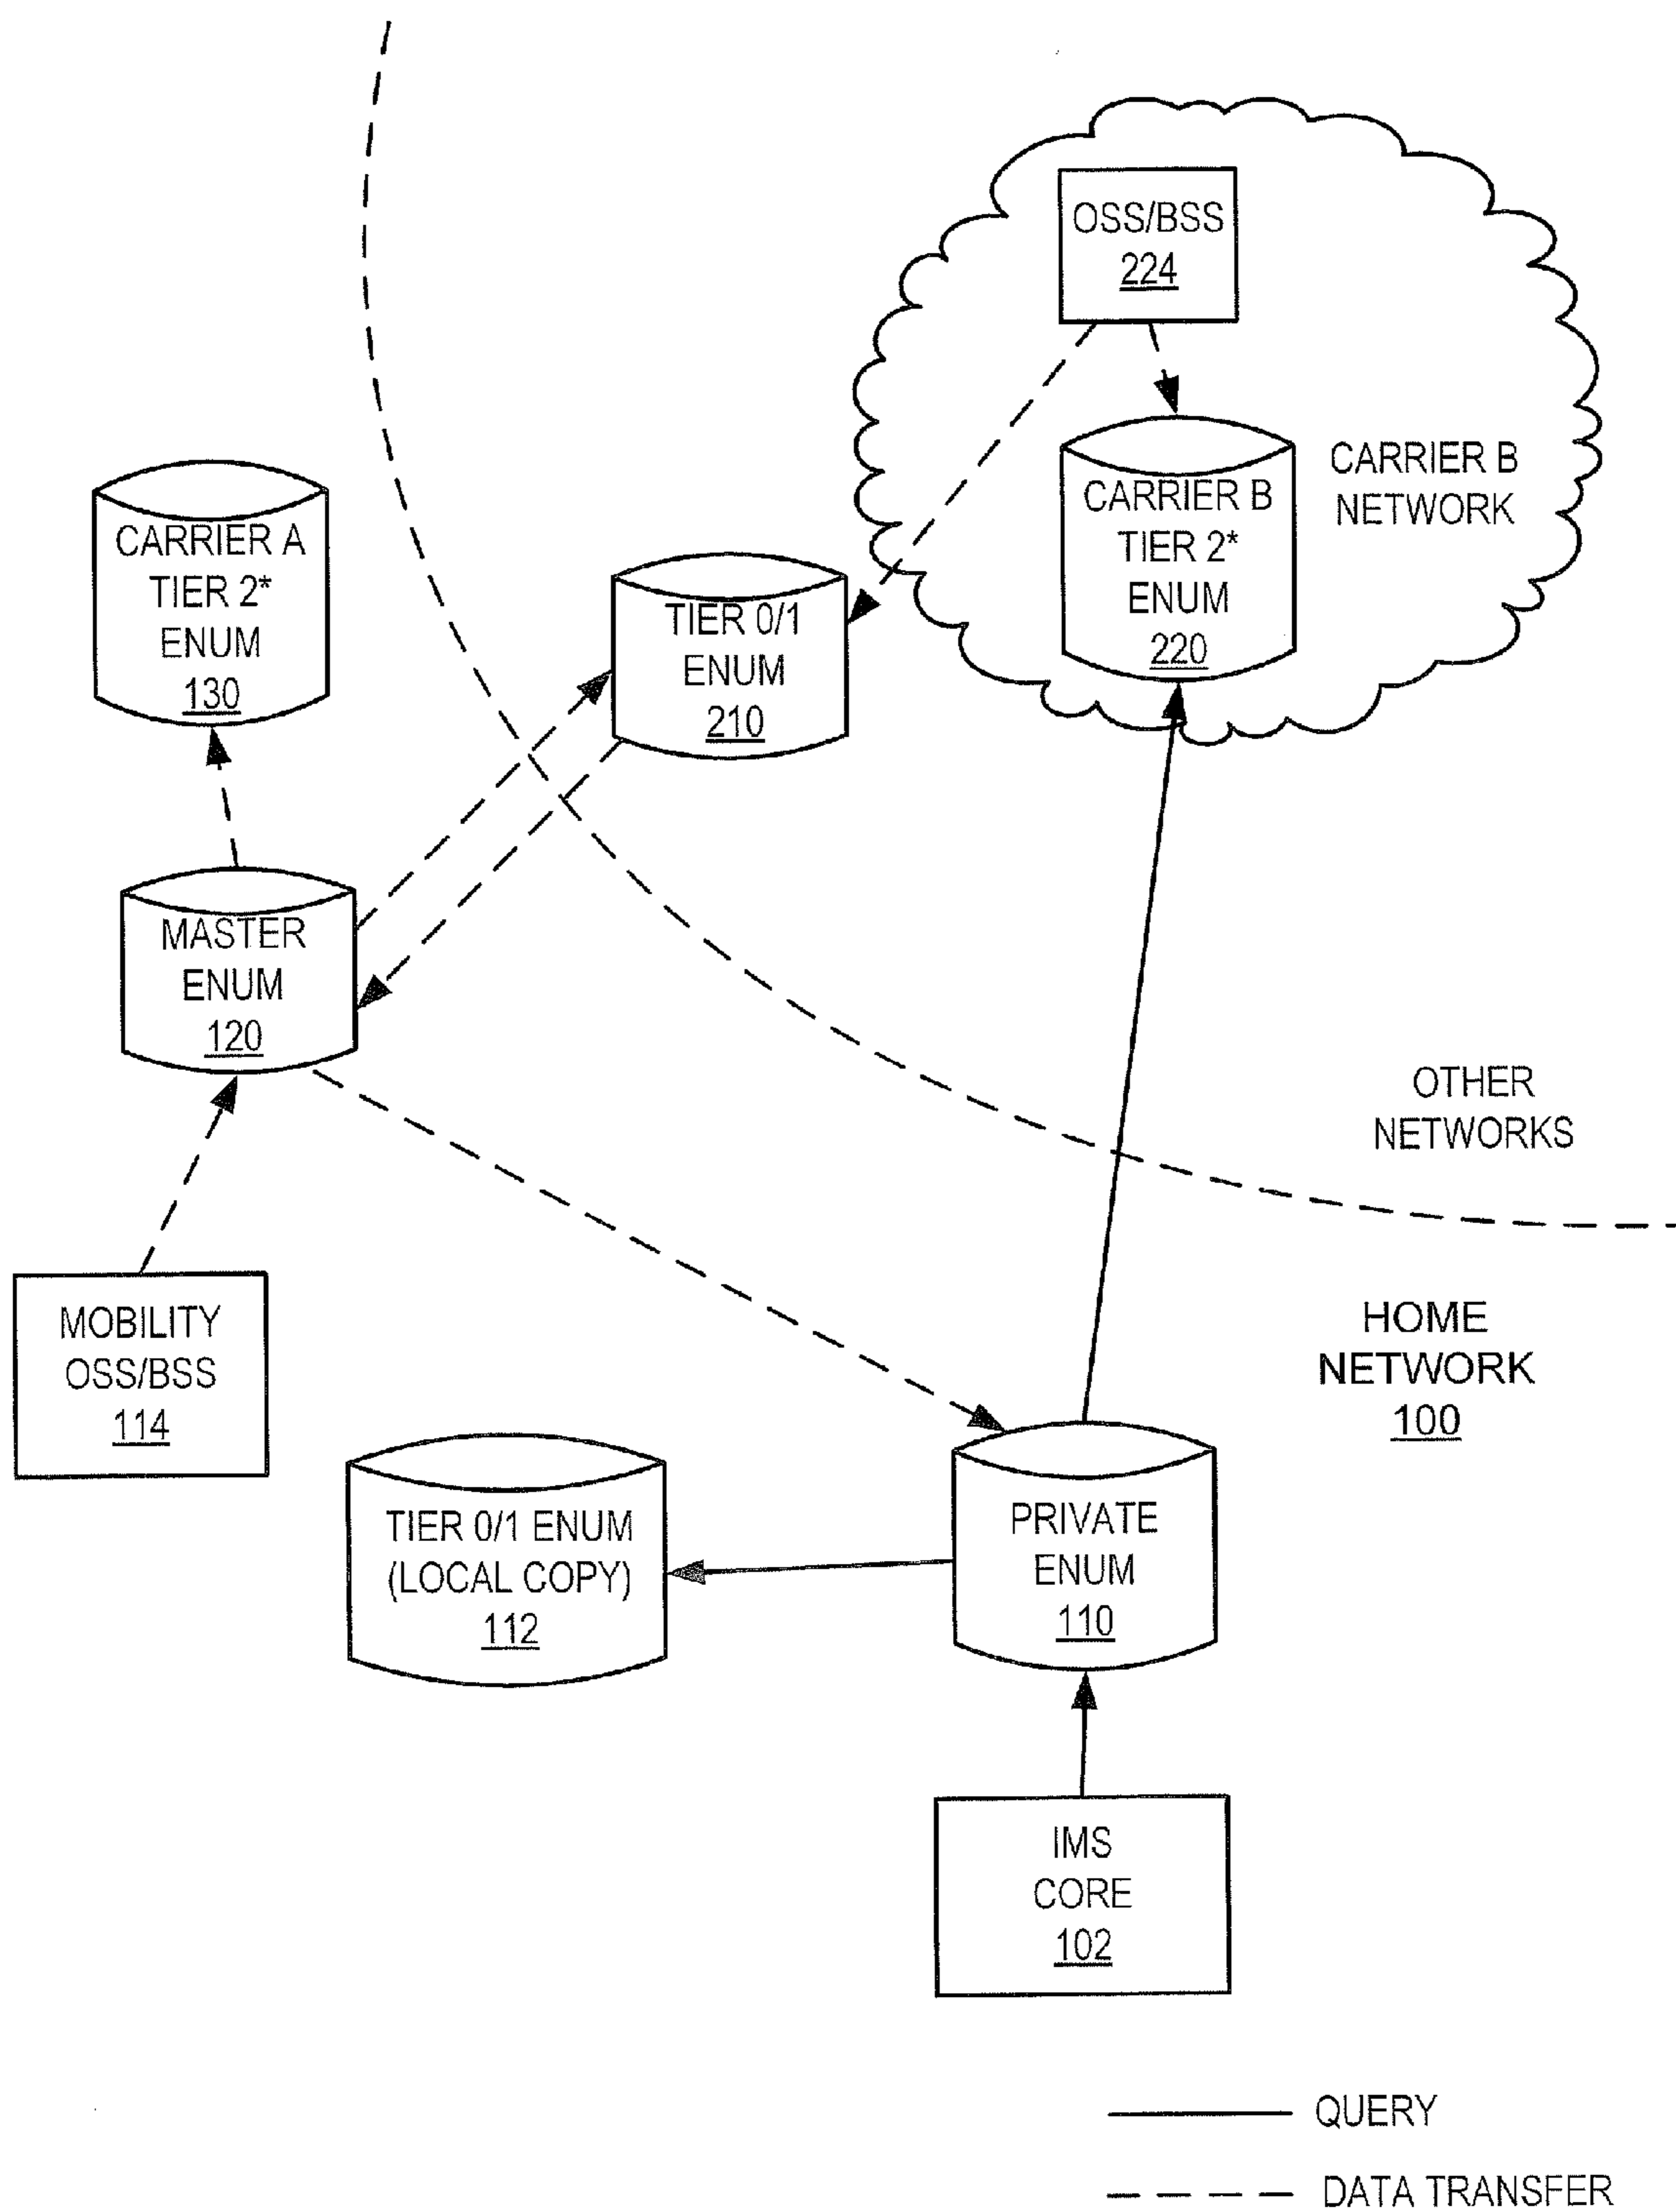 OSS/BSS
224
CARRIER B
TIER 2*
ENUM
220
CARRIER B
NETWORK
CARRIER A
TIER 2*
ENUM
130
TIER 0/1
ENUM
210
MASTER
ENUM
120
OTHER
NETWORKS
MOBILITY
OSS/BSS
114
HOME
NETWORK
100
TIER 0/1 ENUM
(LOCAL COPY)
112
PRIVATE
ENUM
110
IMS
CORE
102
QUERY
DATA TRANSFER